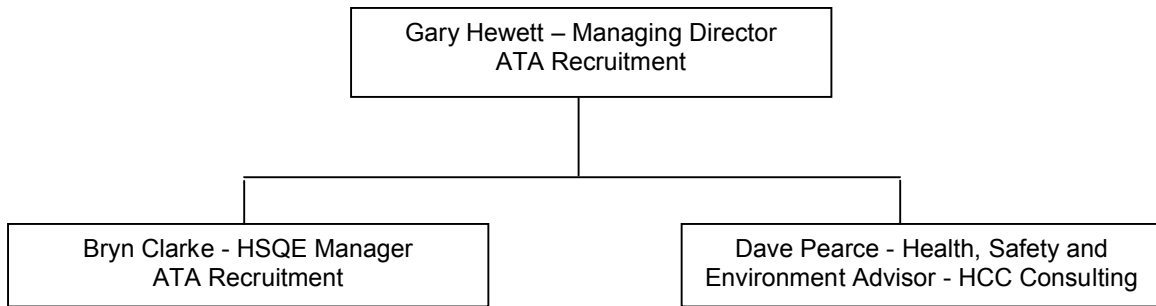 Gary Hewett – Managing Director
ATA Recruitment
Bryn Clarke - HSQE Manager
ATA Recruitment
Dave Pearce - Health, Safety and
Environment Advisor - HCC Consulting